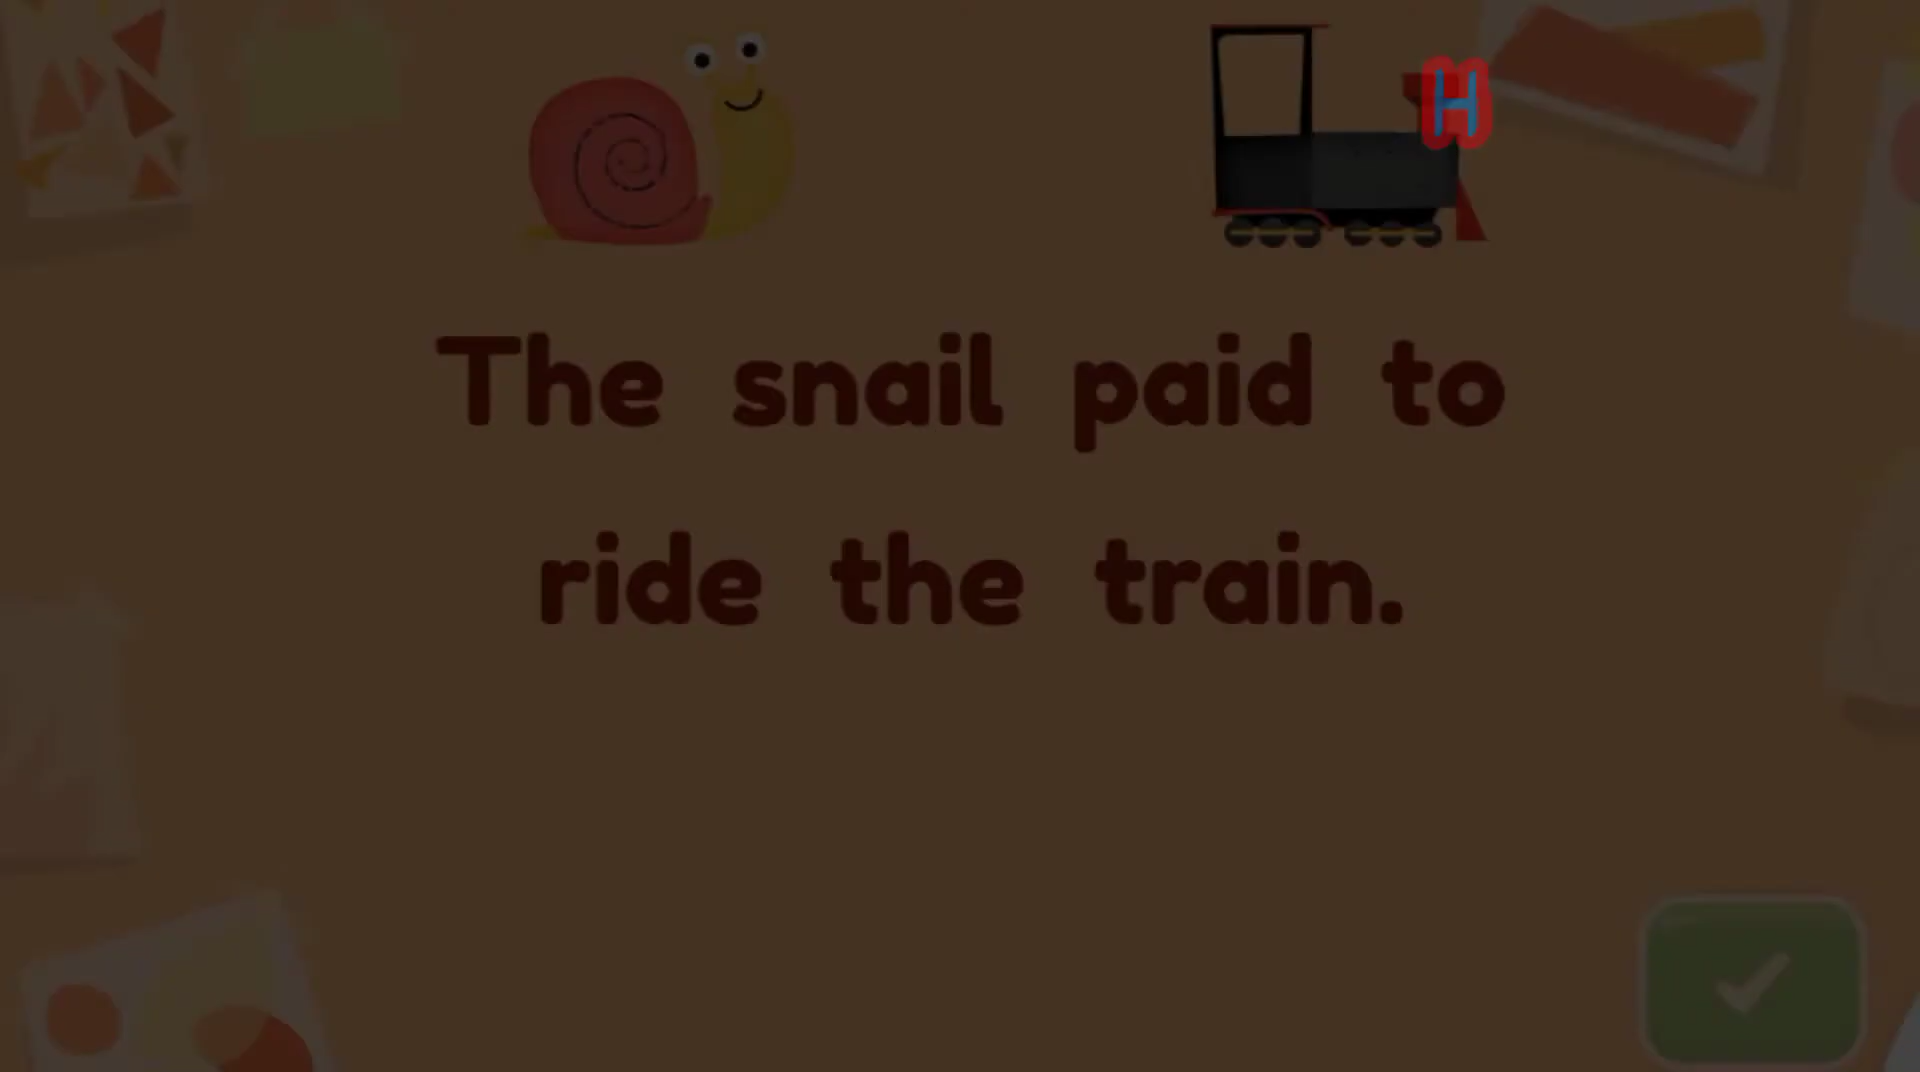 H
The snail paid to
ride the train.